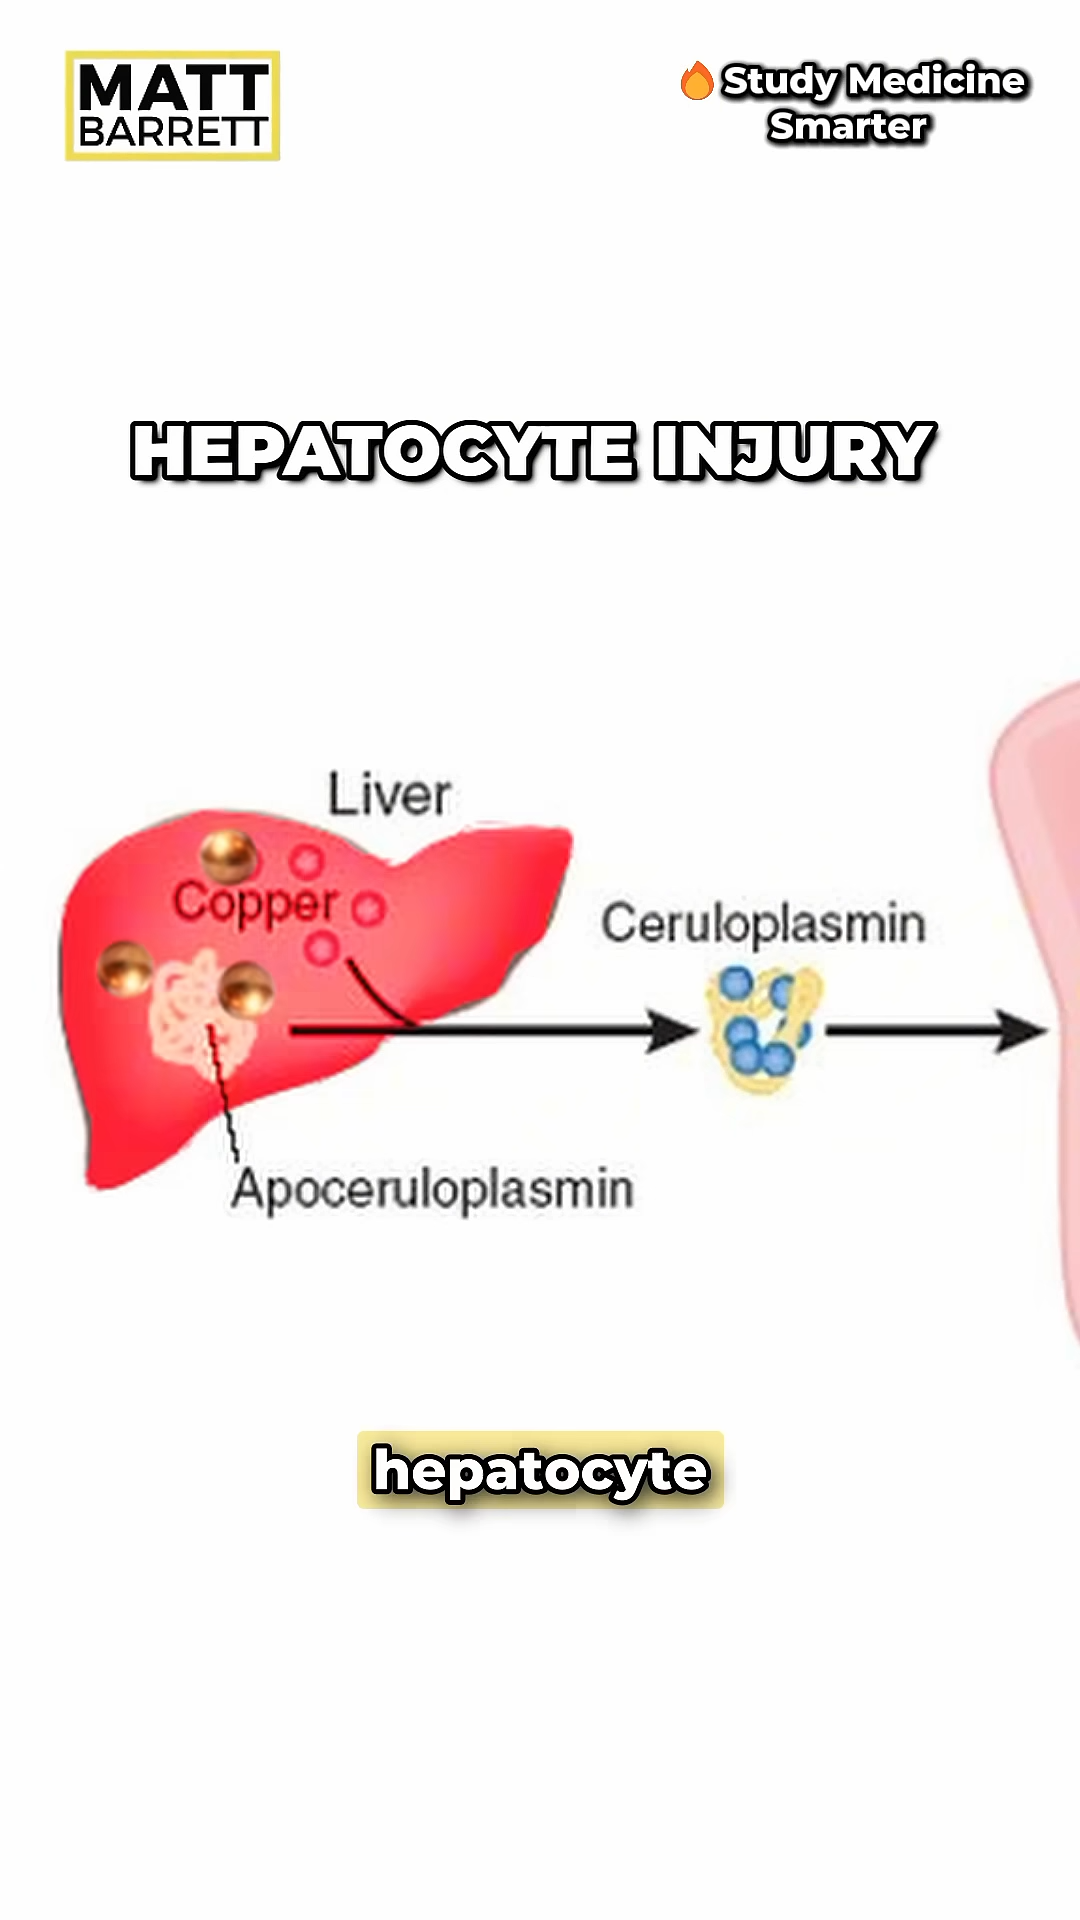 MATT
BARRETT
🔥 Study Medicine
Smarter
HEPATOCYTE INJURY
Liver
Copper
Ceruloplasmin
Apoceruloplasmin
hepatocyte